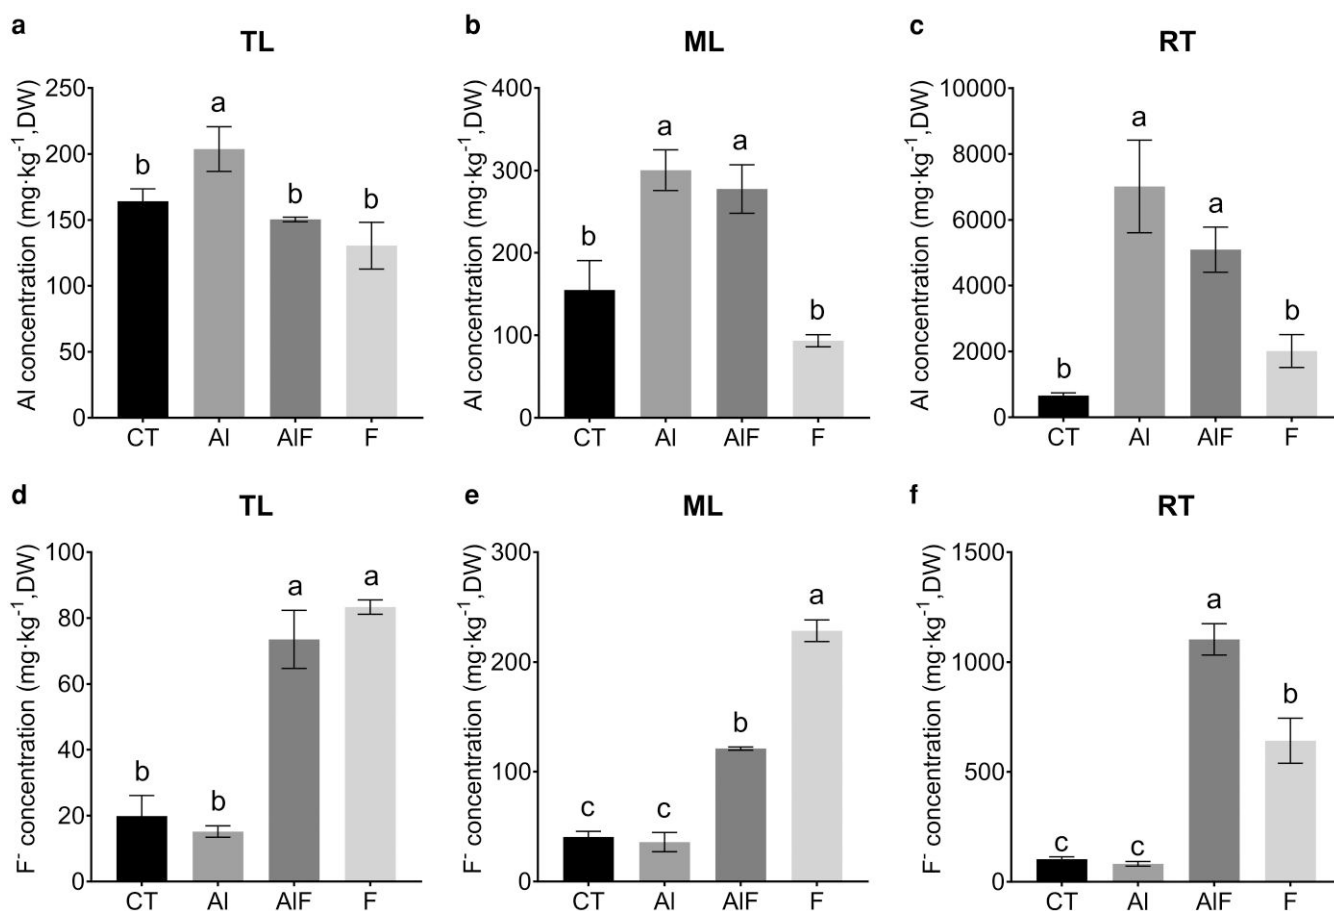 a
TL
Al concentration (mg·kg⁻¹,DW)
250
200
150
100
50
0
b
a
b
b
CT
Al
AlF
F
b
ML
Al concentration (mg·kg⁻¹,DW)
400
300
200
100
0
b
a
a
b
CT
Al
AlF
F
c
RT
Al concentration (mg·kg⁻¹,DW)
10000
8000
6000
4000
2000
0
b
a
a
b
CT
Al
AlF
F
d
TL
F⁻ concentration (mg·kg⁻¹,DW)
100
80
60
40
20
0
b
b
a
a
CT
Al
AlF
F
e
ML
F⁻ concentration (mg·kg⁻¹,DW)
300
200
100
0
c
c
b
a
CT
Al
AlF
F
f
RT
F⁻ concentration (mg·kg⁻¹,DW)
1500
1000
500
0
c
c
a
b
CT
Al
AlF
F